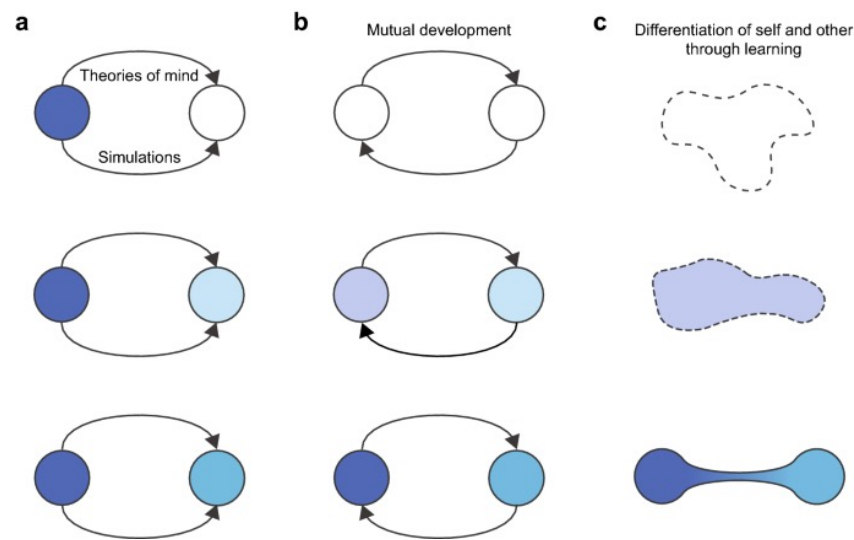 a
Theories of mind
Simulations
b
Mutual development
c
Differentiation of self and other
through learning